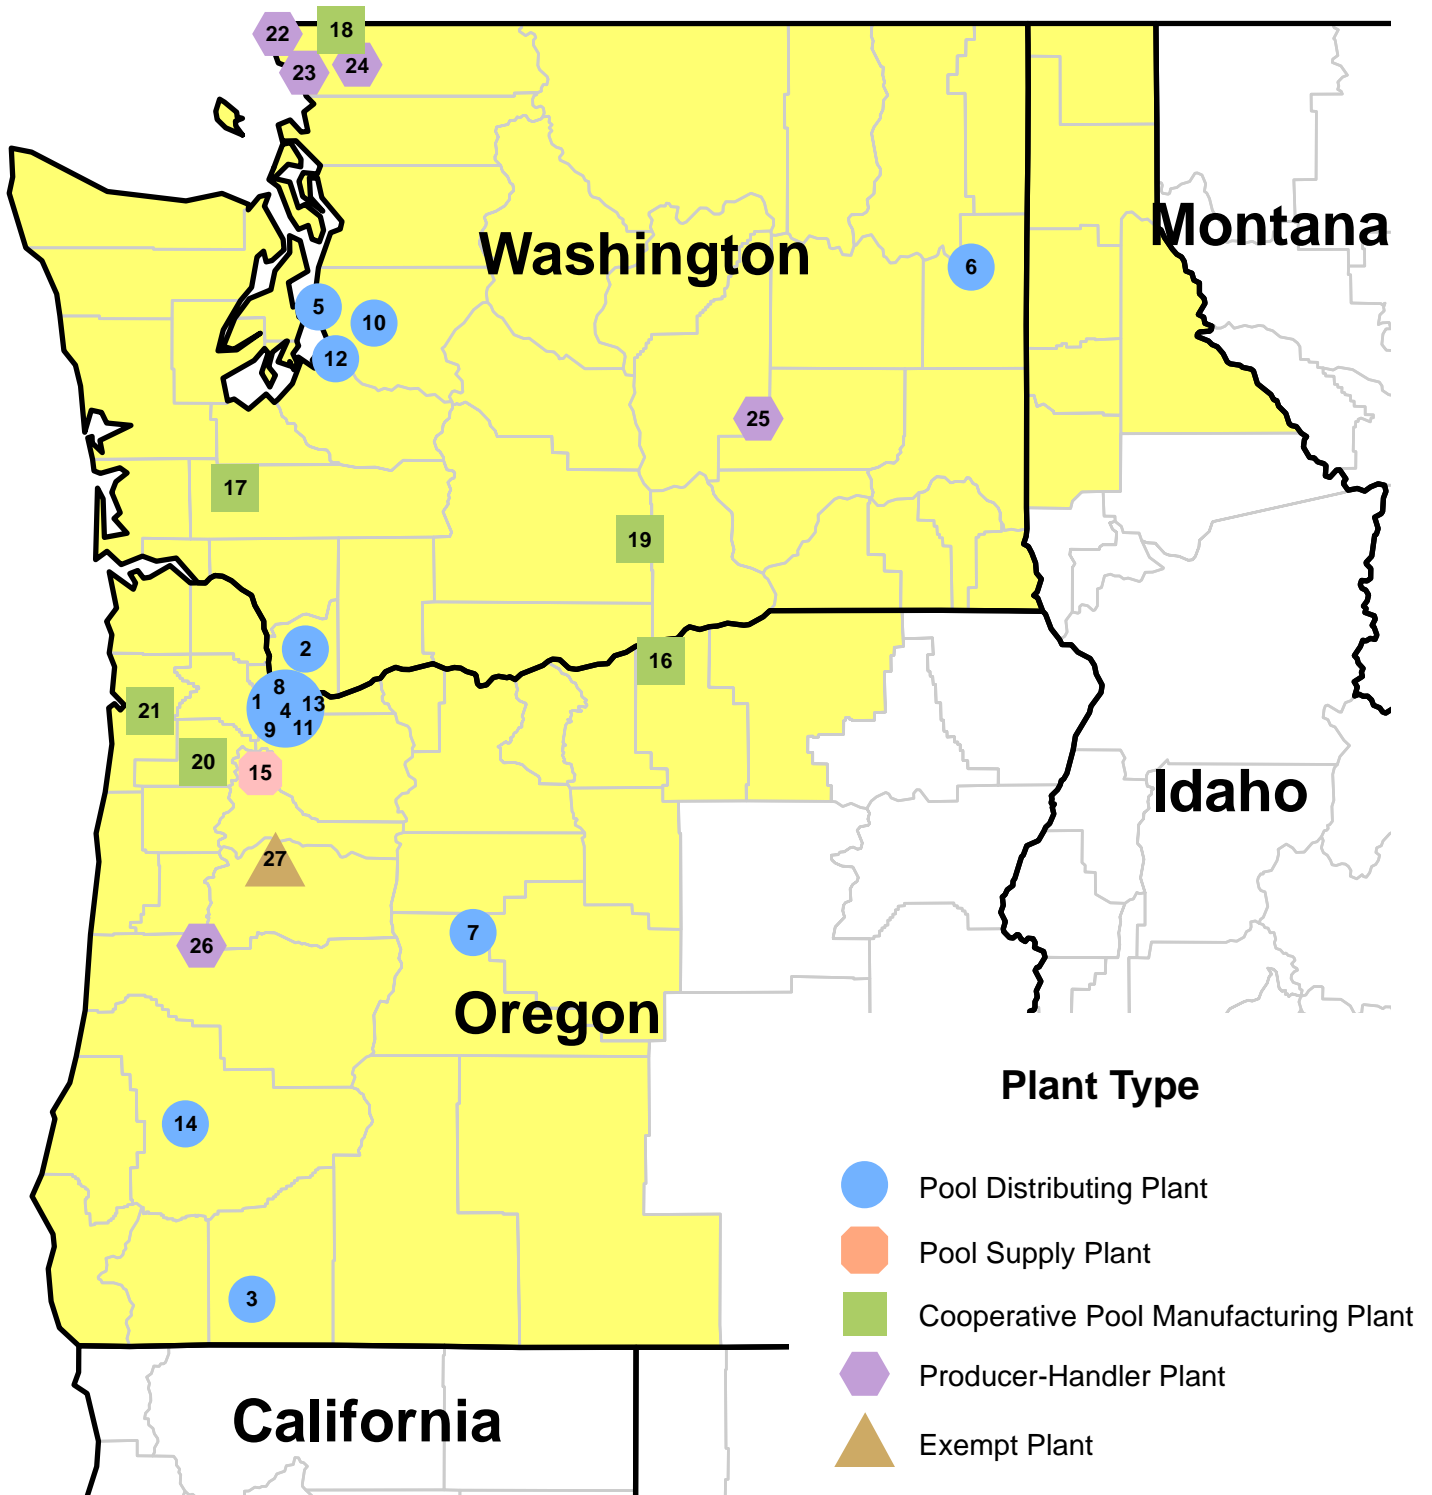 22
18
23
24
Montana
Washington
6
5
10
12
25
17
19
2
16
8
1
4
13
9
11
21
20
15
Idaho
27
7
26
Oregon
14
3
California
Plant Type
Pool Distributing Plant
Pool Supply Plant
Cooperative Pool Manufacturing Plant
Producer-Handler Plant
Exempt Plant